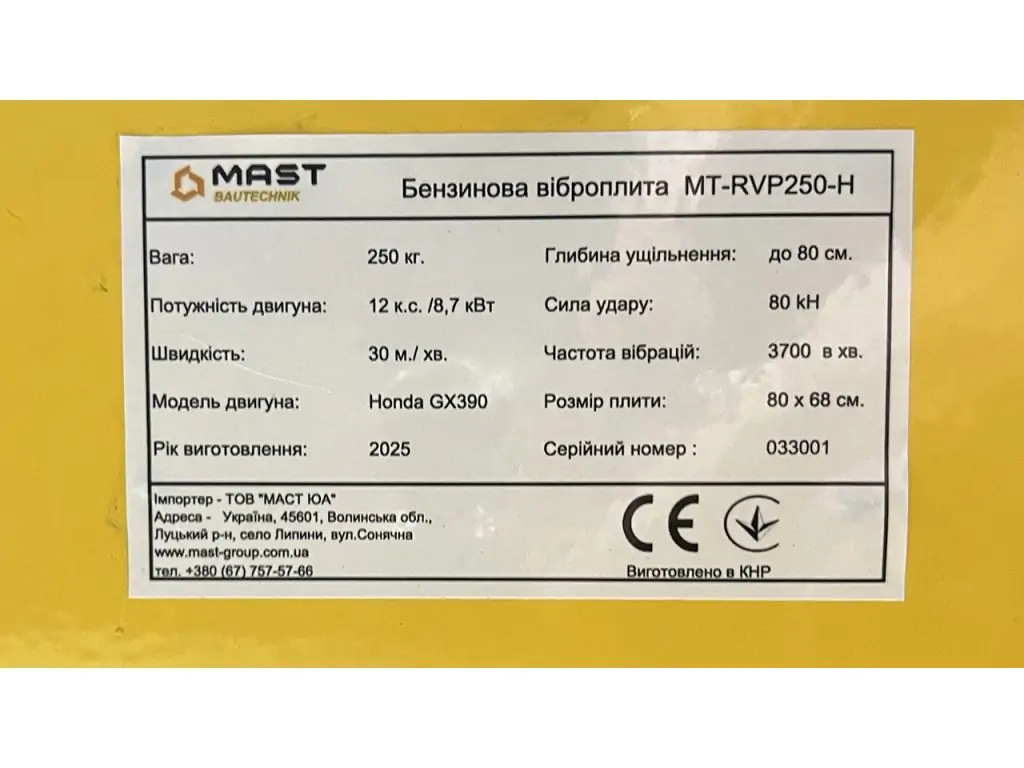 MAST
BAUTECHNIK
Бензинова віброплита MT-RVP250-H
Вага: 250 кг. Глибина ущільнення: до 80 см.
Потужність двигуна: 12 к.с. /8,7 кВт Сила удару: 80 kH
Швидкість: 30 м./ хв. Частота вібрацій: 3700 в хв.
Модель двигуна: Honda GX390 Розмір плити: 80 x 68 см.
Рік виготовлення: 2025 Серійний номер : 033001
Імпортер - ТОВ "МАСТ ЮА"
Адреса - Україна, 45601, Волинська обл.,
Луцький р-н, село Липини, вул.Сонячна
www.mast-group.com.ua
тел. +380 (67) 757-57-66
CE
Виготовлено в КНР